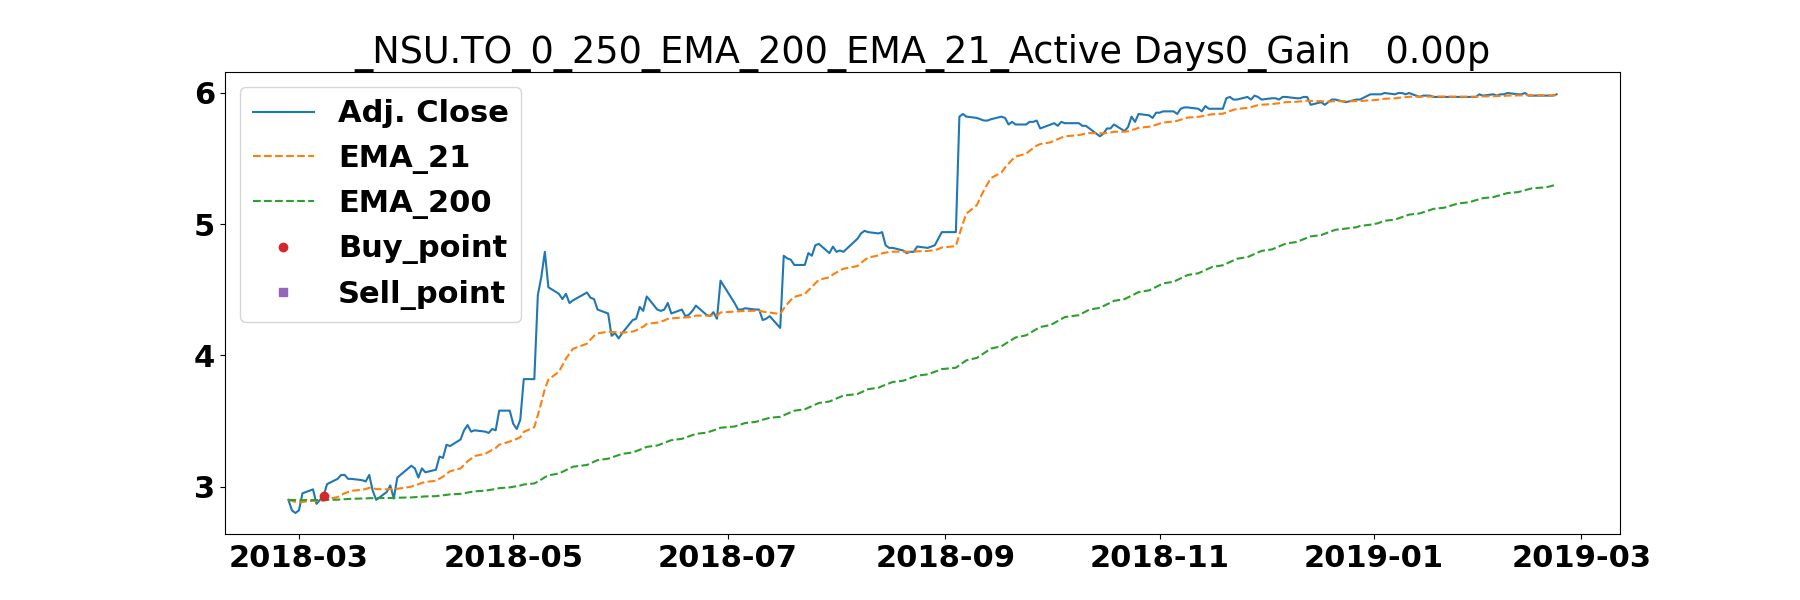 _NSU.TO_0_250_EMA_200_EMA_21_Active Days0_Gain   0.00p
Adj. Close
EMA_21
EMA_200
Buy_point
Sell_point
6
5
4
3
2018-03 2018-05 2018-07 2018-09 2018-11 2019-01 2019-03